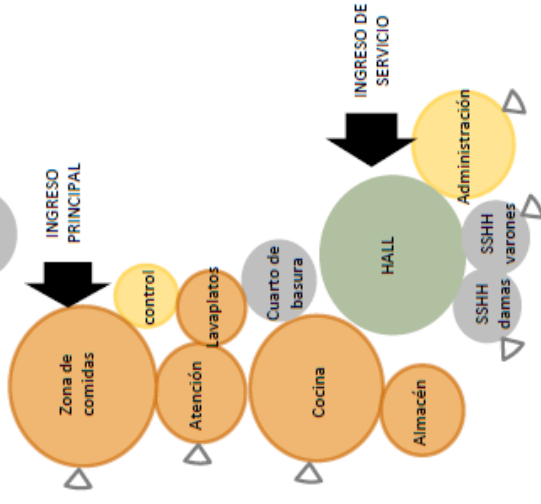 INGRESO
PRINCIPAL
Zona de
comidas
control
Lavaplatos
Atención
Cuarto de
basura
Cocina
Almacén
INGRESO DE
SERVICIO
HALL
Administración
SSHH
varones
SSHH
damas